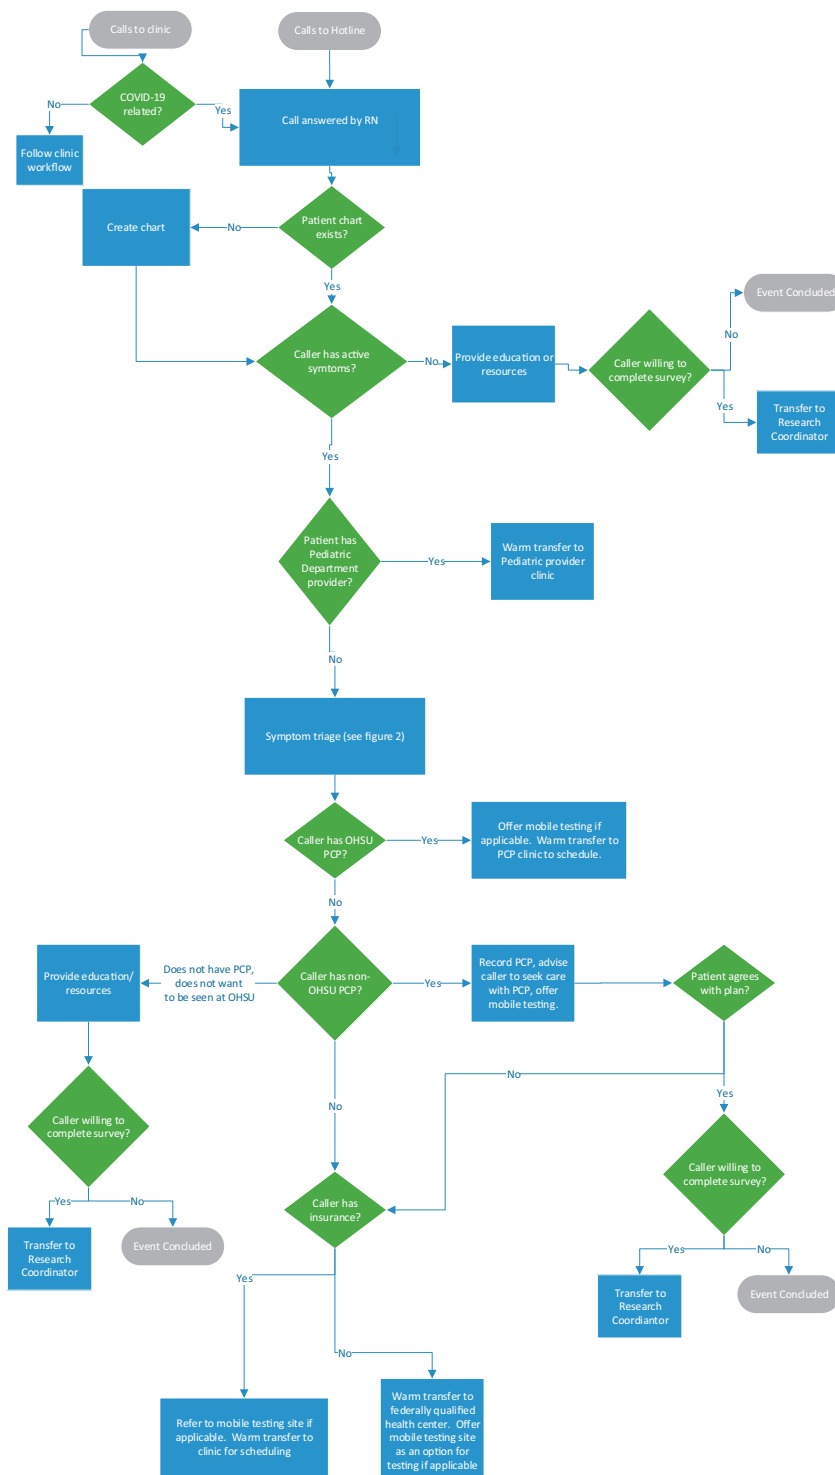 Calls to clinic
Calls to Hotline
COVID-19
related?
No
Yes
Call answered by RN
Follow clinic
workflow
Create chart
No
Patient chart
exists?
Yes
Event Concluded
Caller has active
symtoms?
No
Provide education or
resources
Caller willing to
complete survey?
No
Yes
Transfer to
Research
Coordinator
Yes
Patient has
Pediatric
Department
provider?
Yes
Warm transfer to
Pediatric provider
clinic
No
Symptom triage (see figure 2)
Caller has OHSU
PCP?
Yes
Offer mobile testing if
applicable. Warm transfer to
PCP clinic to schedule.
No
Provide education/
resources
Does not have PCP,
does not want
to be seen at OHSU
Caller has non-
OHSU PCP?
Yes
Record PCP, advise
caller to seek care
with PCP, offer
mobile testing.
Patient agrees
with plan?
No
Yes
No
Caller willing to
complete survey?
Caller willing to
complete survey?
Yes
No
Caller has
insurance?
Transfer to
Research
Coordinator
Event Concluded
Yes
No
Yes
Transfer to
Research
Coordiantor
Event Concluded
No
Refer to mobile testing site if
applicable. Warm transfer to
clinic for scheduling
Warm transfer to
federally qualified
health center. Offer
mobile testing site
as an option for
testing if applicable